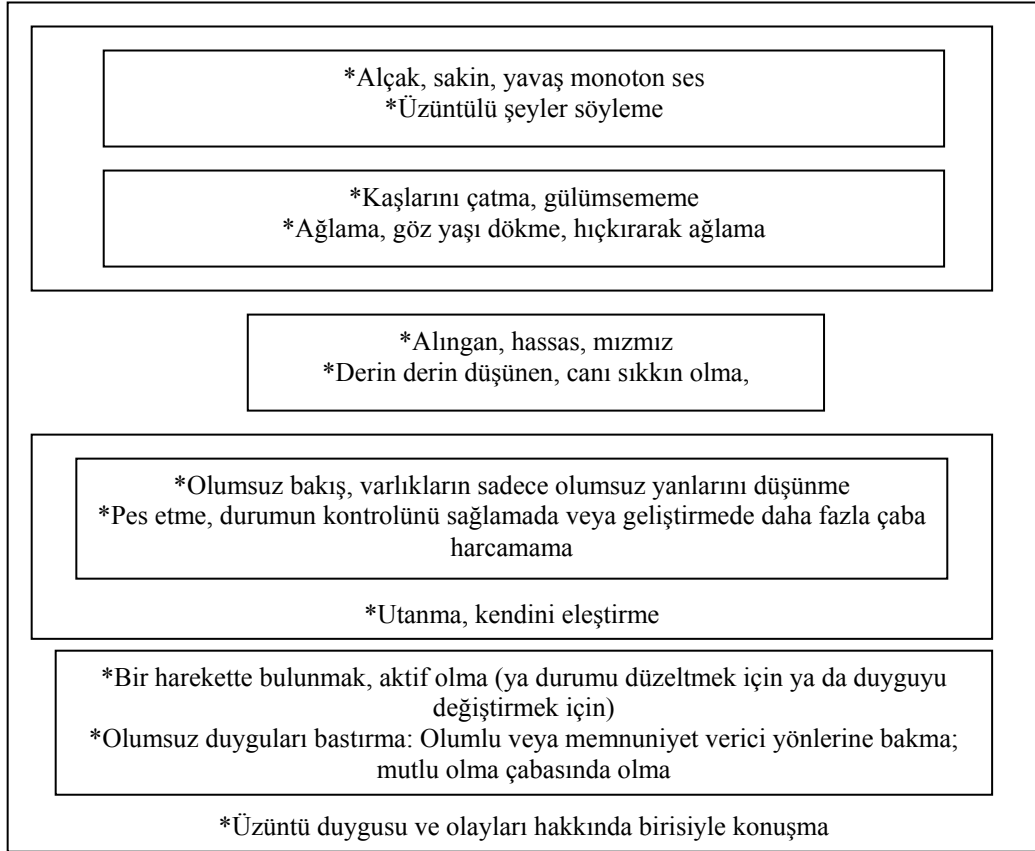 *Alçak, sakin, yavaş monoton ses
*Üzüntülü şeyler söyleme
*Kaşlarını çatma, gülümsememe
*Ağlama, göz yaşı dökme, hıçkırarak ağlama
*Alıngan, hassas, mızmız
*Derin derin düşünen, canı sıkkın olma,
*Olumsuz bakış, varlıkların sadece olumsuz yanlarını düşünme
*Pes etme, durumun kontrolünü sağlamada veya geliştirmede daha fazla çaba
harcamama
*Utanma, kendini eleştirme
*Bir harekette bulunmak, aktif olma (ya durumu düzeltmek için ya da duyguyu
değiştirmek için)
*Olumsuz duyguları bastırma: Olumlu veya memnuniyet verici yönlerine bakma;
mutlu olma çabasında olma
*Üzüntü duygusu ve olayları hakkında birisiyle konuşma